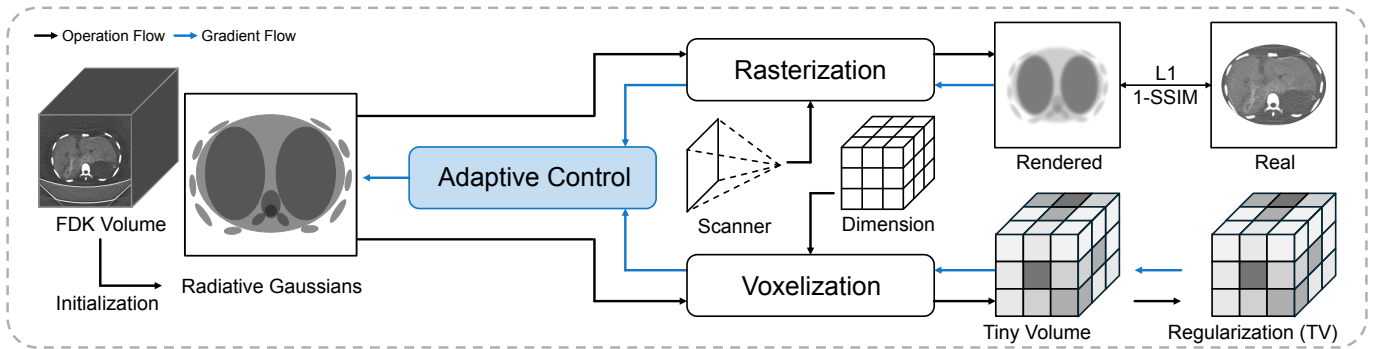 Operation Flow
Gradient Flow
FDK Volume
Initialization
Radiative Gaussians
Adaptive Control
Rasterization
Scanner
Dimension
Voxelization
Rendered
L1
1-SSIM
Real
Tiny Volume
Regularization (TV)